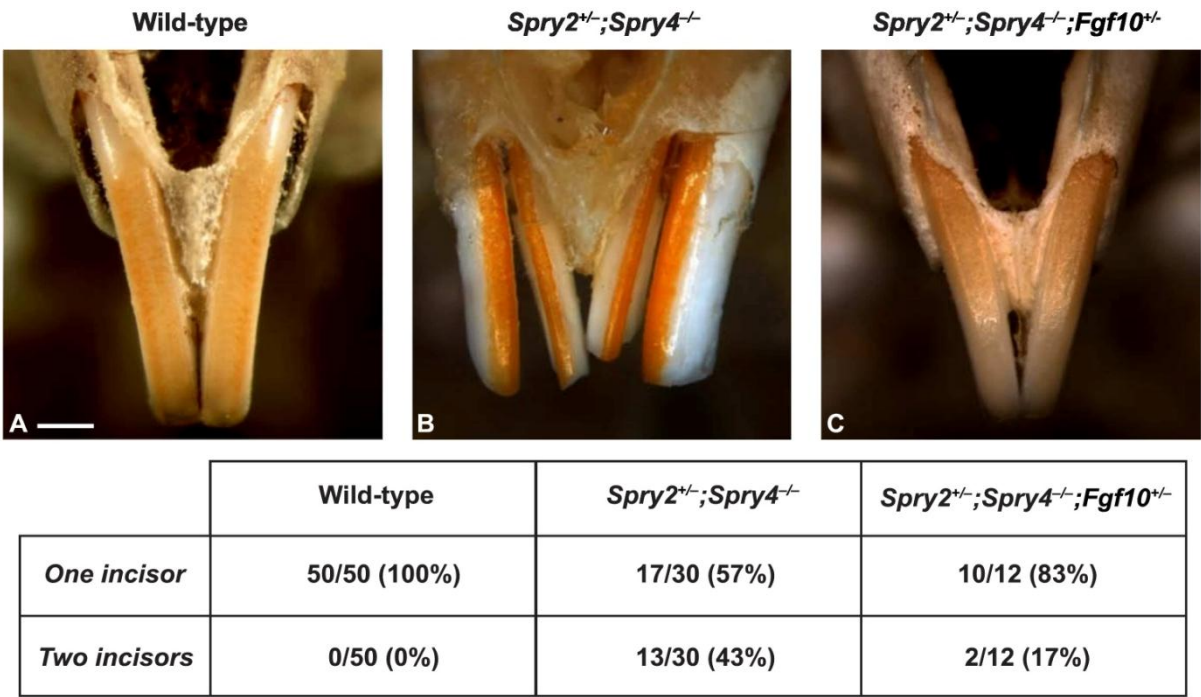 Wild-type
Spry2+/–;Spry4–/–
Spry2+/–;Spry4–/–;Fgf10+/-
A
B
C
Wild-type
Spry2+/–;Spry4–/–
Spry2+/–;Spry4–/–;Fgf10+/–
One incisor
50/50 (100%)
17/30 (57%)
10/12 (83%)
Two incisors
0/50 (0%)
13/30 (43%)
2/12 (17%)